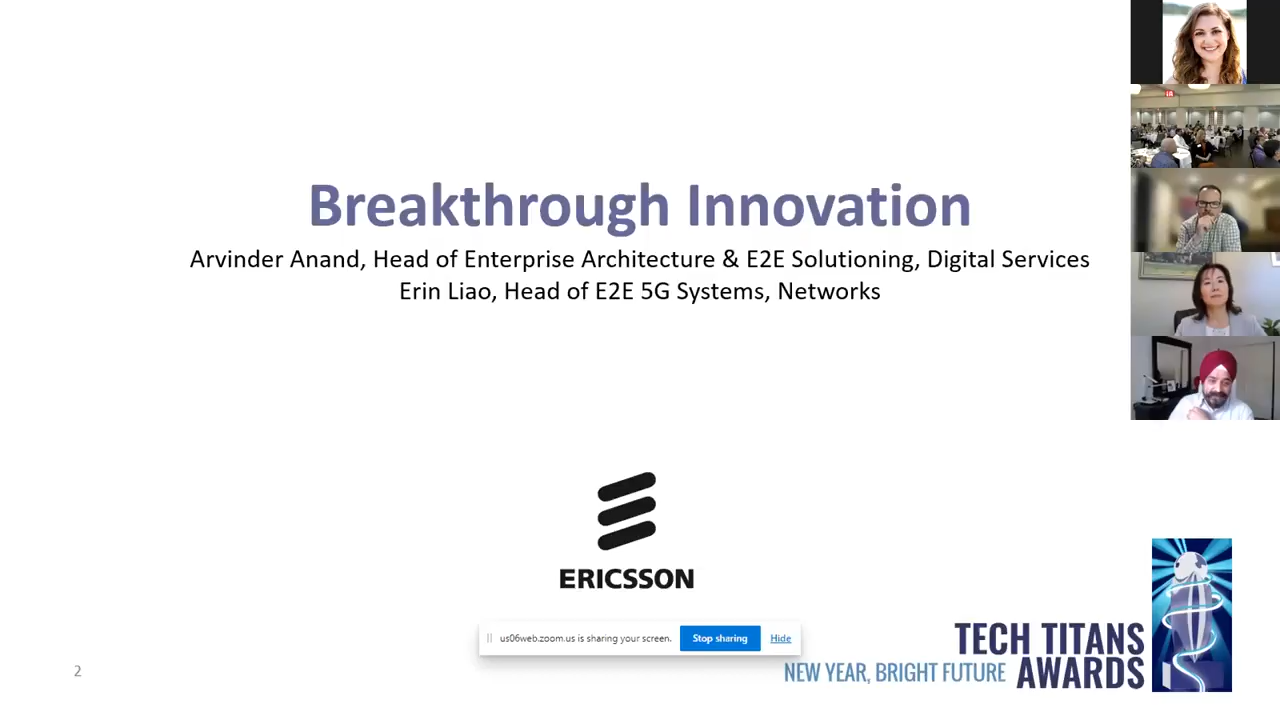 Breakthrough Innovation
Arvinder Anand, Head of Enterprise Architecture & E2E Solutioning, Digital Services
Erin Liao, Head of E2E 5G Systems, Networks
ERICSSON
us06web.zoom.us is sharing your screen.
Stop sharing
Hide
TECH TITANS
NEW YEAR, BRIGHT FUTURE AWARDS
2